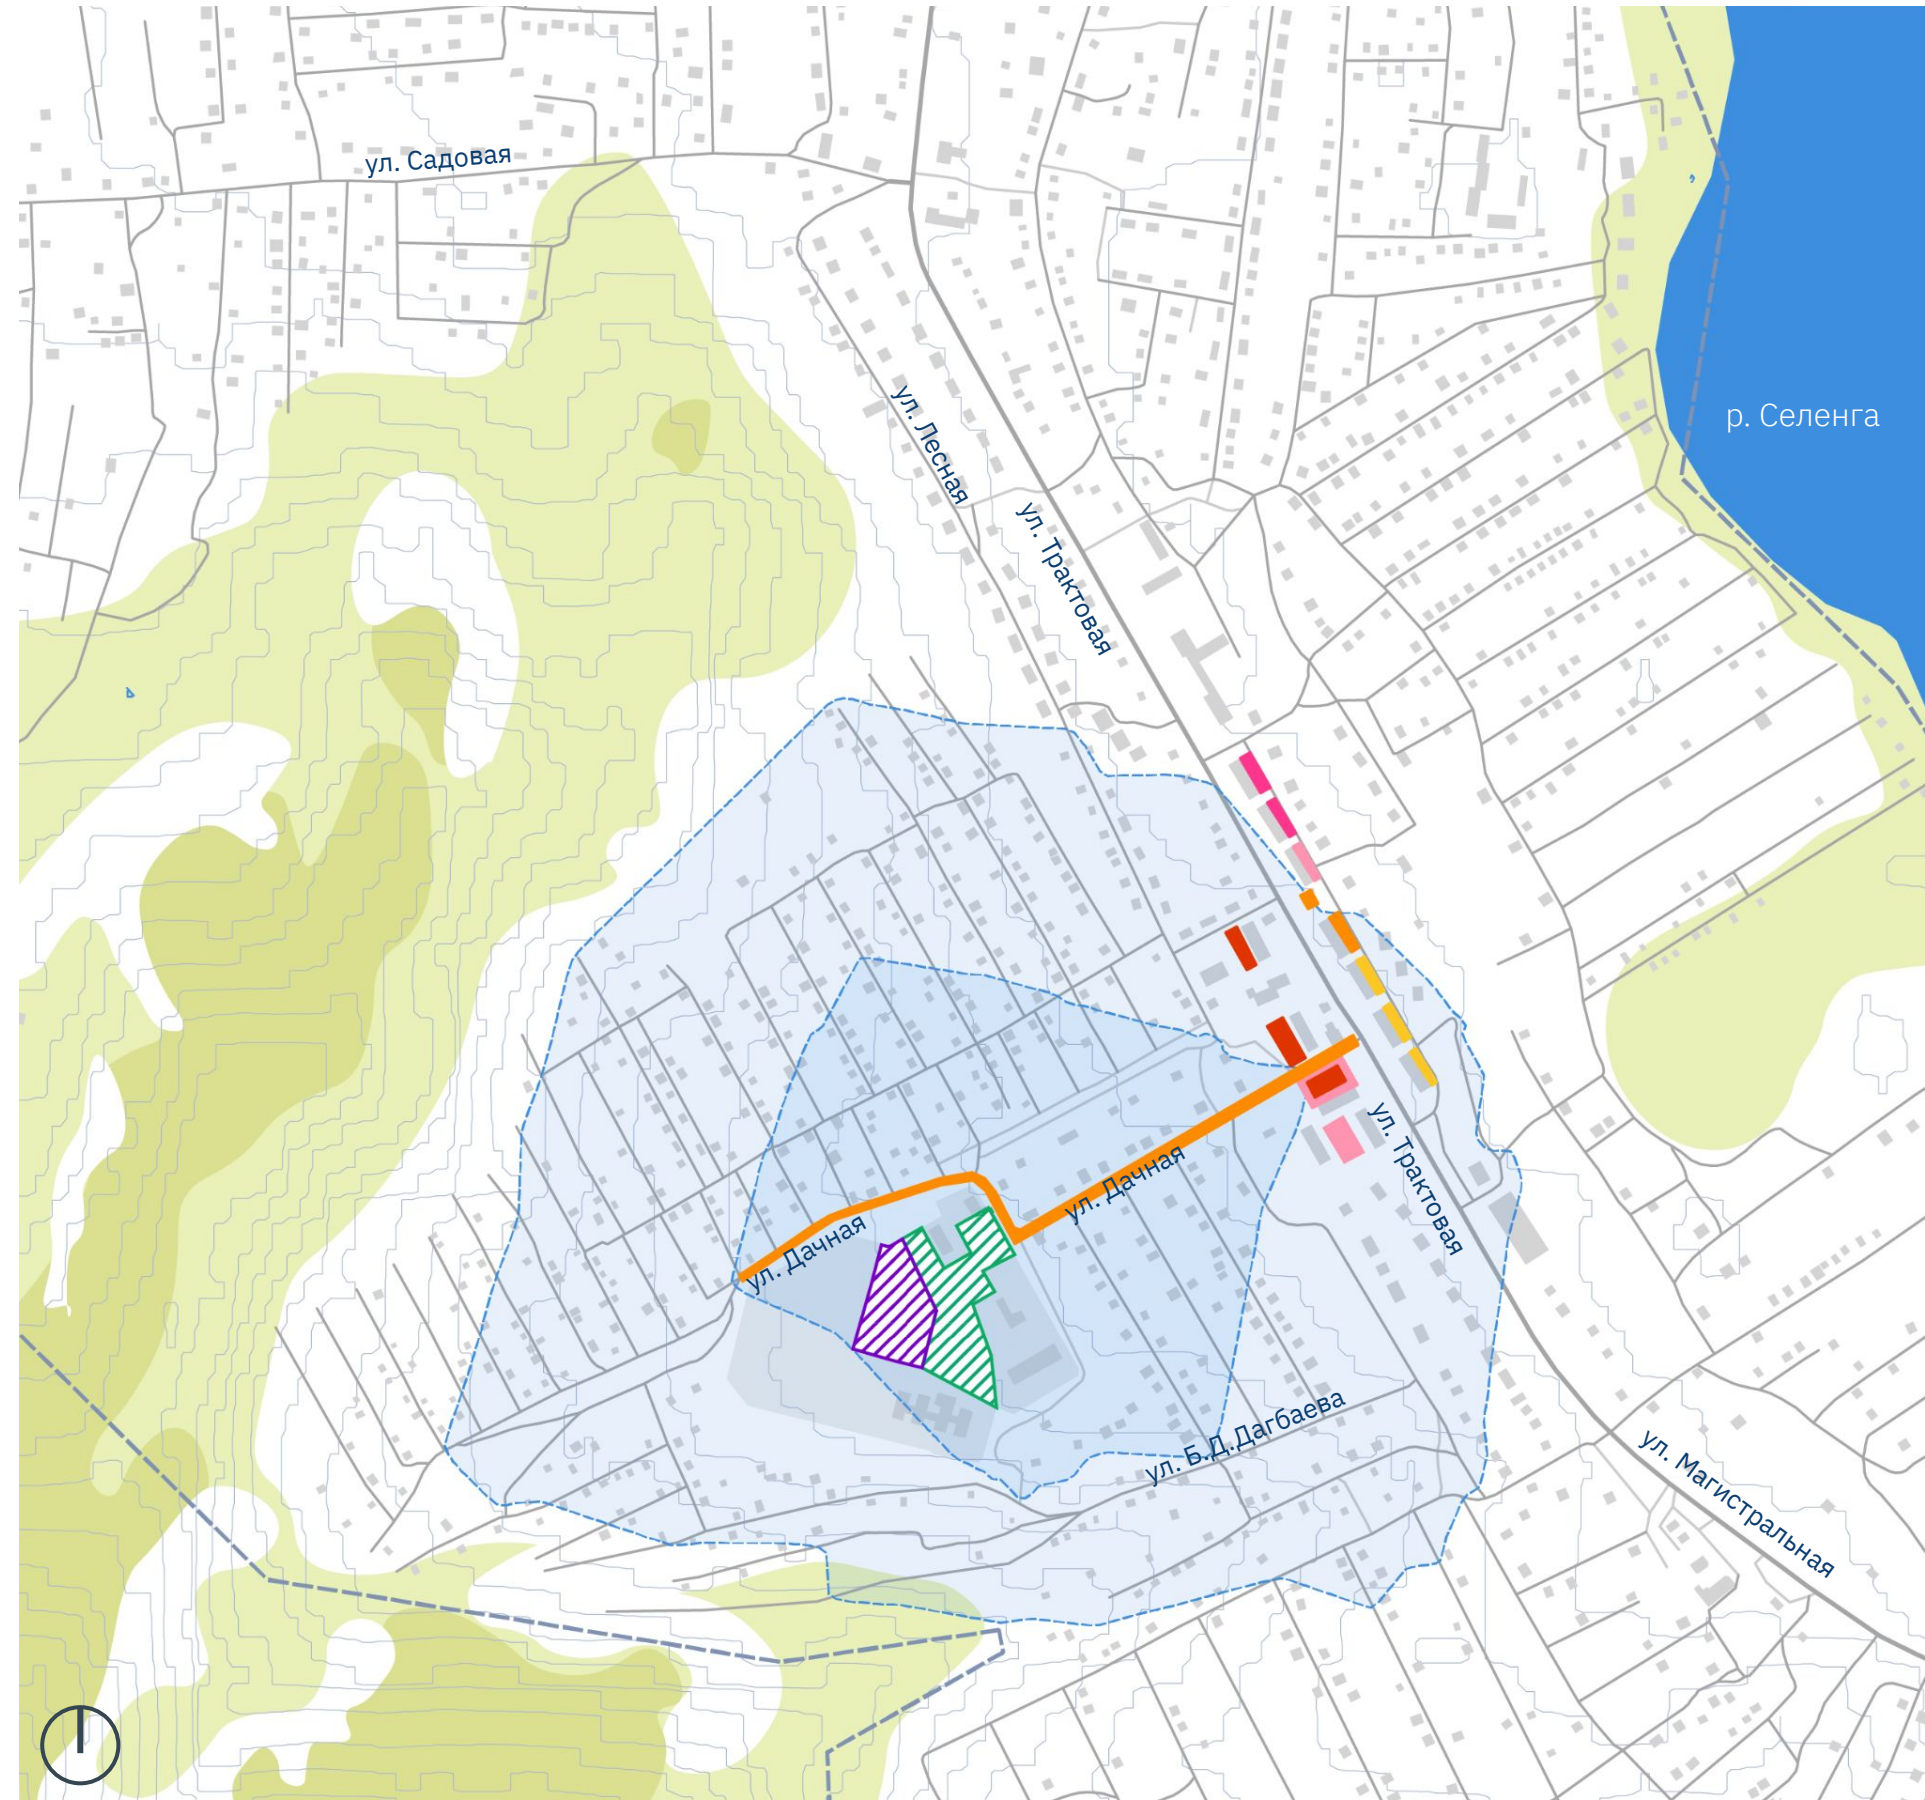 ул. Садовая
р. Селенга
ул. Лесная
ул. Трактовая
ул. Дачная
ул. Трактовая
ул. Дачная
ул. Б.Д.Дагбаева
ул. Магистральная